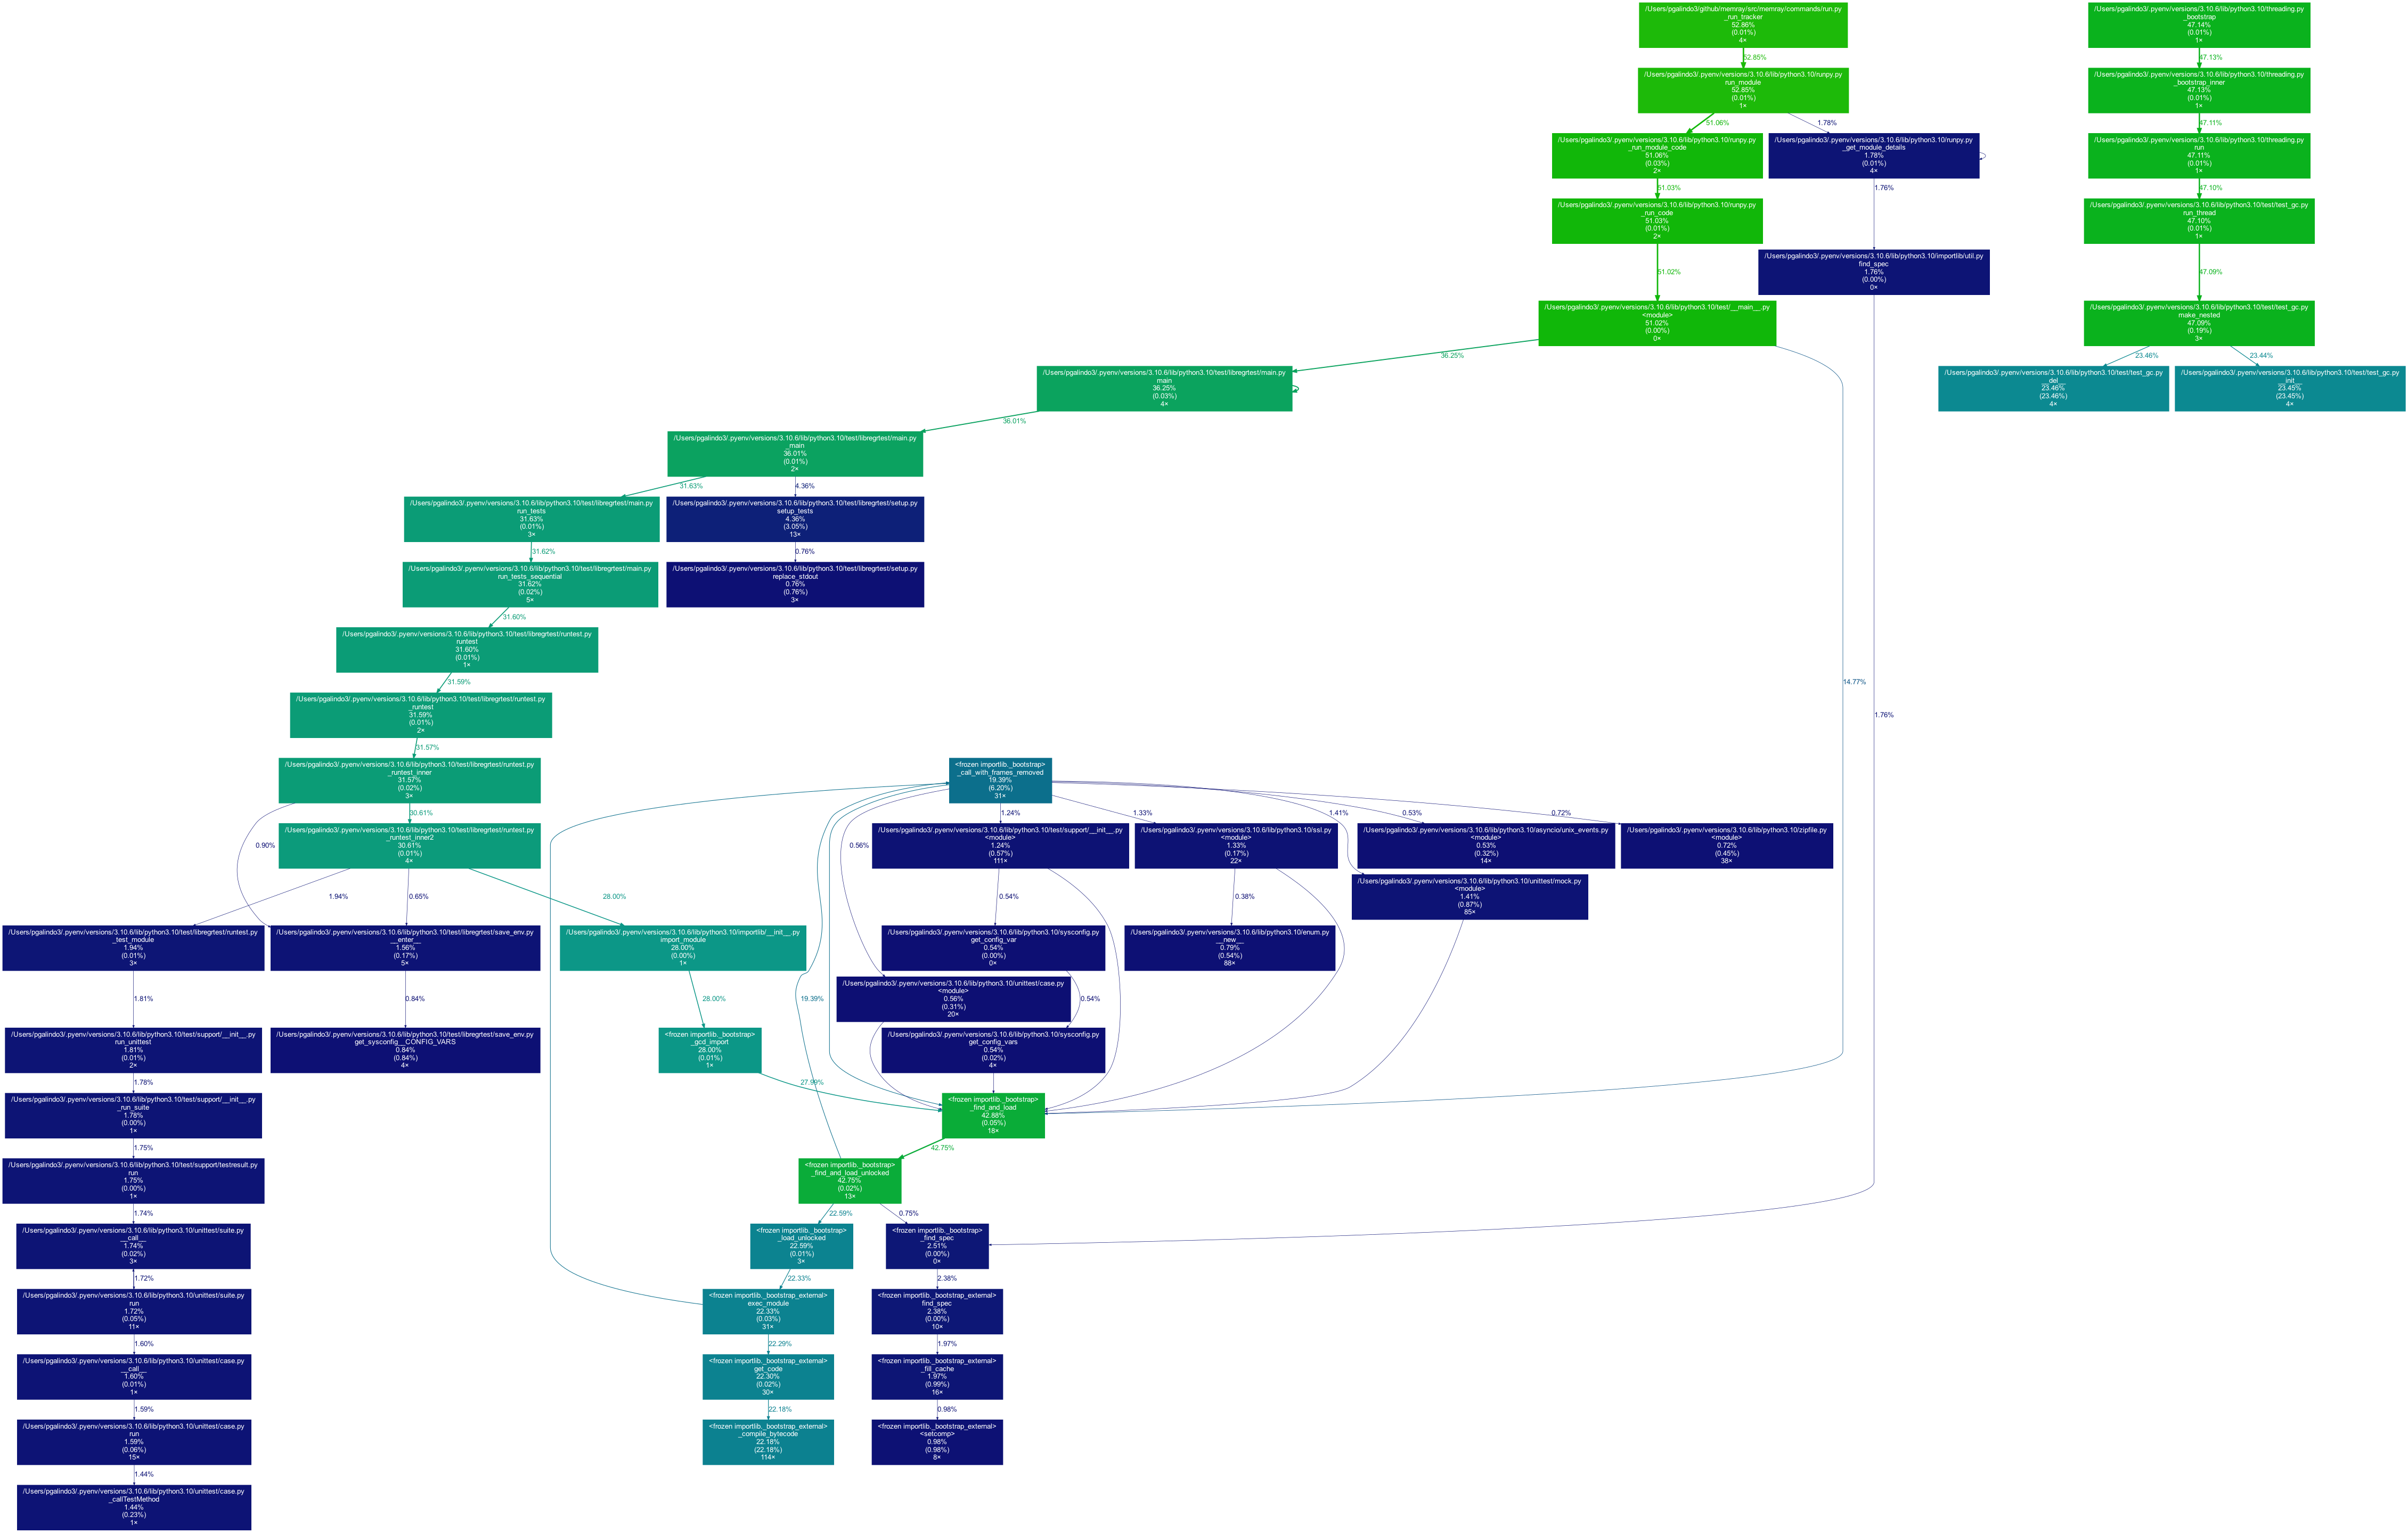 /Users/pgalindo3/github/memray/src/memray/commands/run.py
_run_tracker
52.86%
(0.01%)
4×
/Users/pgalindo3/.pyenv/versions/3.10.6/lib/python3.10/threading.py
_bootstrap
47.14%
(0.01%)
1×
52.85%
47.13%
/Users/pgalindo3/.pyenv/versions/3.10.6/lib/python3.10/runpy.py
run_module
52.85%
(0.01%)
1×
/Users/pgalindo3/.pyenv/versions/3.10.6/lib/python3.10/threading.py
_bootstrap_inner
47.13%
(0.01%)
1×
51.06%
1.78%
47.11%
/Users/pgalindo3/.pyenv/versions/3.10.6/lib/python3.10/runpy.py
_run_module_code
51.06%
(0.03%)
2×
/Users/pgalindo3/.pyenv/versions/3.10.6/lib/python3.10/runpy.py
_get_module_details
1.78%
(0.01%)
4×
/Users/pgalindo3/.pyenv/versions/3.10.6/lib/python3.10/threading.py
run
47.11%
(0.01%)
1×
51.03%
1.76%
47.10%
/Users/pgalindo3/.pyenv/versions/3.10.6/lib/python3.10/runpy.py
_run_code
51.03%
(0.01%)
2×
/Users/pgalindo3/.pyenv/versions/3.10.6/lib/python3.10/test/test_gc.py
run_thread
47.10%
(0.01%)
1×
51.02%
/Users/pgalindo3/.pyenv/versions/3.10.6/lib/python3.10/importlib/util.py
find_spec
1.76%
(0.00%)
0×
47.09%
/Users/pgalindo3/.pyenv/versions/3.10.6/lib/python3.10/test/__main__.py
<module>
51.02%
(0.00%)
0×
/Users/pgalindo3/.pyenv/versions/3.10.6/lib/python3.10/test/test_gc.py
make_nested
47.09%
(0.19%)
3×
36.25%
23.46%
23.44%
/Users/pgalindo3/.pyenv/versions/3.10.6/lib/python3.10/test/libregrtest/main.py
main
36.25%
(0.03%)
4×
/Users/pgalindo3/.pyenv/versions/3.10.6/lib/python3.10/test/test_gc.py
__del__
23.46%
(23.46%)
4×
/Users/pgalindo3/.pyenv/versions/3.10.6/lib/python3.10/test/test_gc.py
__init__
23.45%
(23.45%)
4×
36.01%
/Users/pgalindo3/.pyenv/versions/3.10.6/lib/python3.10/test/libregrtest/main.py
_main
36.01%
(0.01%)
2×
31.63%
4.36%
/Users/pgalindo3/.pyenv/versions/3.10.6/lib/python3.10/test/libregrtest/main.py
run_tests
31.63%
(0.01%)
3×
/Users/pgalindo3/.pyenv/versions/3.10.6/lib/python3.10/test/libregrtest/setup.py
setup_tests
4.36%
(3.05%)
13×
31.62%
0.76%
/Users/pgalindo3/.pyenv/versions/3.10.6/lib/python3.10/test/libregrtest/main.py
run_tests_sequential
31.62%
(0.02%)
5×
/Users/pgalindo3/.pyenv/versions/3.10.6/lib/python3.10/test/libregrtest/setup.py
replace_stdout
0.76%
(0.76%)
3×
31.60%
/Users/pgalindo3/.pyenv/versions/3.10.6/lib/python3.10/test/libregrtest/runtest.py
runtest
31.60%
(0.01%)
1×
31.59%
14.77%
/Users/pgalindo3/.pyenv/versions/3.10.6/lib/python3.10/test/libregrtest/runtest.py
_runtest
31.59%
(0.01%)
2×
1.76%
31.57%
/Users/pgalindo3/.pyenv/versions/3.10.6/lib/python3.10/test/libregrtest/runtest.py
_runtest_inner
31.57%
(0.02%)
3×
<frozen importlib._bootstrap>
_call_with_frames_removed
19.39%
(6.20%)
31×
30.61%
1.24%
1.33%
1.41%
0.53%
0.72%
0.90%
/Users/pgalindo3/.pyenv/versions/3.10.6/lib/python3.10/test/libregrtest/runtest.py
_runtest_inner2
30.61%
(0.01%)
4×
0.56%
/Users/pgalindo3/.pyenv/versions/3.10.6/lib/python3.10/test/support/__init__.py
<module>
1.24%
(0.57%)
111×
/Users/pgalindo3/.pyenv/versions/3.10.6/lib/python3.10/ssl.py
<module>
1.33%
(0.17%)
22×
/Users/pgalindo3/.pyenv/versions/3.10.6/lib/python3.10/asyncio/unix_events.py
<module>
0.53%
(0.32%)
14×
/Users/pgalindo3/.pyenv/versions/3.10.6/lib/python3.10/zipfile.py
<module>
0.72%
(0.45%)
38×
/Users/pgalindo3/.pyenv/versions/3.10.6/lib/python3.10/unittest/mock.py
<module>
1.41%
(0.87%)
85×
1.94%
0.65%
28.00%
0.54%
0.38%
/Users/pgalindo3/.pyenv/versions/3.10.6/lib/python3.10/test/libregrtest/runtest.py
_test_module
1.94%
(0.01%)
3×
/Users/pgalindo3/.pyenv/versions/3.10.6/lib/python3.10/test/libregrtest/save_env.py
__enter__
1.56%
(0.17%)
5×
/Users/pgalindo3/.pyenv/versions/3.10.6/lib/python3.10/importlib/__init__.py
import_module
28.00%
(0.00%)
1×
/Users/pgalindo3/.pyenv/versions/3.10.6/lib/python3.10/sysconfig.py
get_config_var
0.54%
(0.00%)
0×
/Users/pgalindo3/.pyenv/versions/3.10.6/lib/python3.10/enum.py
__new__
0.79%
(0.54%)
88×
/Users/pgalindo3/.pyenv/versions/3.10.6/lib/python3.10/unittest/case.py
<module>
0.56%
(0.31%)
20×
1.81%
0.84%
28.00%
19.39%
0.54%
/Users/pgalindo3/.pyenv/versions/3.10.6/lib/python3.10/test/support/__init__.py
run_unittest
1.81%
(0.01%)
2×
/Users/pgalindo3/.pyenv/versions/3.10.6/lib/python3.10/test/libregrtest/save_env.py
get_sysconfig__CONFIG_VARS
0.84%
(0.84%)
4×
<frozen importlib._bootstrap>
_gcd_import
28.00%
(0.01%)
1×
/Users/pgalindo3/.pyenv/versions/3.10.6/lib/python3.10/sysconfig.py
get_config_vars
0.54%
(0.02%)
4×
1.78%
27.99%
/Users/pgalindo3/.pyenv/versions/3.10.6/lib/python3.10/test/support/__init__.py
_run_suite
1.78%
(0.00%)
1×
<frozen importlib._bootstrap>
_find_and_load
42.88%
(0.05%)
18×
1.75%
42.75%
/Users/pgalindo3/.pyenv/versions/3.10.6/lib/python3.10/test/support/testresult.py
run
1.75%
(0.00%)
1×
<frozen importlib._bootstrap>
_find_and_load_unlocked
42.75%
(0.02%)
13×
1.74%
22.59%
0.75%
/Users/pgalindo3/.pyenv/versions/3.10.6/lib/python3.10/unittest/suite.py
__call__
1.74%
(0.02%)
3×
<frozen importlib._bootstrap>
_load_unlocked
22.59%
(0.01%)
3×
<frozen importlib._bootstrap>
_find_spec
2.51%
(0.00%)
0×
1.72%
22.33%
2.38%
/Users/pgalindo3/.pyenv/versions/3.10.6/lib/python3.10/unittest/suite.py
run
1.72%
(0.05%)
11×
<frozen importlib._bootstrap_external>
exec_module
22.33%
(0.03%)
31×
<frozen importlib._bootstrap_external>
find_spec
2.38%
(0.00%)
10×
1.60%
22.29%
1.97%
/Users/pgalindo3/.pyenv/versions/3.10.6/lib/python3.10/unittest/case.py
__call__
1.60%
(0.01%)
1×
<frozen importlib._bootstrap_external>
get_code
22.30%
(0.02%)
30×
<frozen importlib._bootstrap_external>
_fill_cache
1.97%
(0.99%)
16×
1.59%
22.18%
0.98%
/Users/pgalindo3/.pyenv/versions/3.10.6/lib/python3.10/unittest/case.py
run
1.59%
(0.06%)
15×
<frozen importlib._bootstrap_external>
_compile_bytecode
22.18%
(22.18%)
114×
<frozen importlib._bootstrap_external>
<setcomp>
0.98%
(0.98%)
8×
1.44%
/Users/pgalindo3/.pyenv/versions/3.10.6/lib/python3.10/unittest/case.py
_callTestMethod
1.44%
(0.23%)
1×